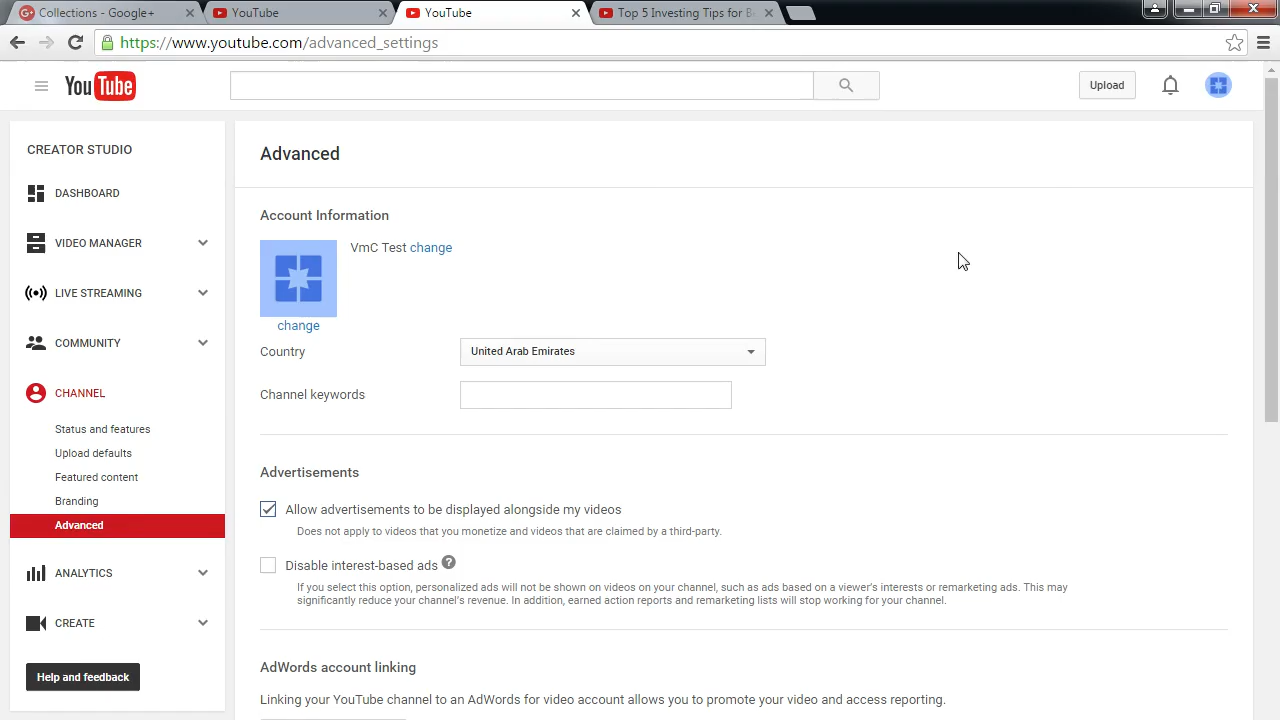 Collections - Google+
YouTube
YouTube
Top 5 Investing Tips for B
https://www.youtube.com/advanced_settings
YouTube
Upload
CREATOR STUDIO
DASHBOARD
VIDEO MANAGER
LIVE STREAMING
COMMUNITY
CHANNEL
Status and features
Upload defaults
Featured content
Branding
Advanced
ANALYTICS
CREATE
Help and feedback
Advanced
Account Information
VmC Test change
change
Country
United Arab Emirates
Channel keywords
Advertisements
Allow advertisements to be displayed alongside my videos
Does not apply to videos that you monetize and videos that are claimed by a third-party.
Disable interest-based ads ?
If you select this option, personalized ads will not be shown on videos on your channel, such as ads based on a viewer's interests or remarketing ads. This may
significantly reduce your channel's revenue. In addition, earned action reports and remarketing lists will stop working for your channel.
AdWords account linking
Linking your YouTube channel to an AdWords for video account allows you to promote your video and access reporting.